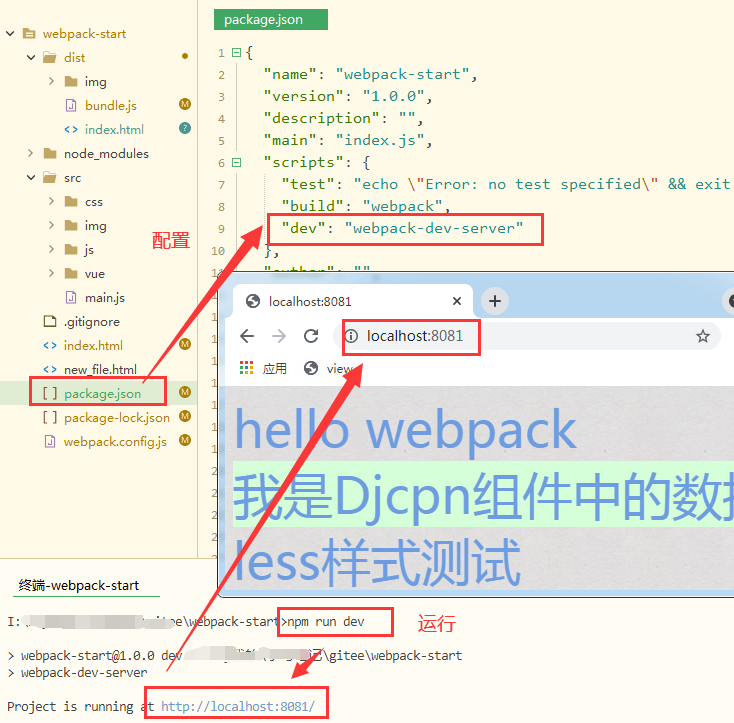 webpack-start
dist
img
bundle.js M
index.html ?
node_modules
src
css
img
js
vue
main.js
.gitignore
index.html M
new_file.html
package.json M
package-lock.json M
webpack.config.js M
配置
package.json
1 {
2 "name": "webpack-start",
3 "version": "1.0.0",
4 "description": "",
5 "main": "index.js",
6 "scripts": {
7 "test": "echo \"Error: no test specified\" && exit
8 "build": "webpack",
9 "dev": "webpack-dev-server"
10 },
localhost:8081
localhost:8081
应用 view
hello webpack
我是Djcpn组件中的数
less样式测试
终端-webpack-start
I:\ gitee\webpack-start>npm run dev
运行
> webpack-start@1.0.0 dev \gitee\webpack-start
> webpack-dev-server
Project is running at http://localhost:8081/